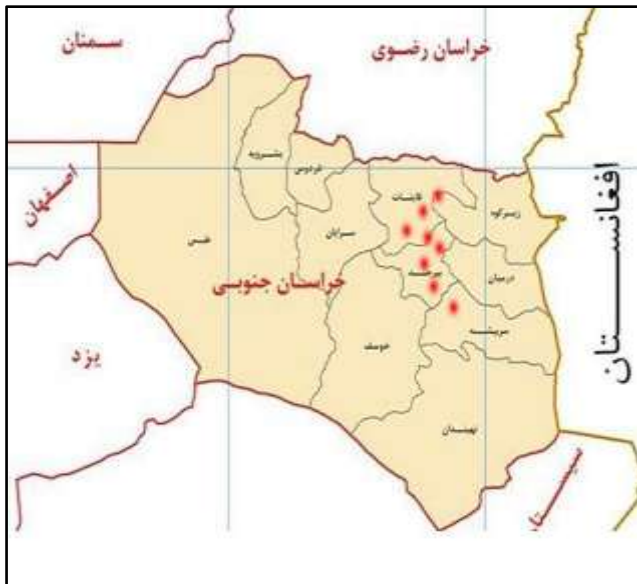 سمنان
خراسان رضوی
اصفهان
افغانستان
بشرویه
فردوس
قاینات
زیرکوه
سرایان
طبس
خراسان جنوبی
بیرجند
درمیان
یزد
خوسف
سربیشه
نهبندان
سیستا